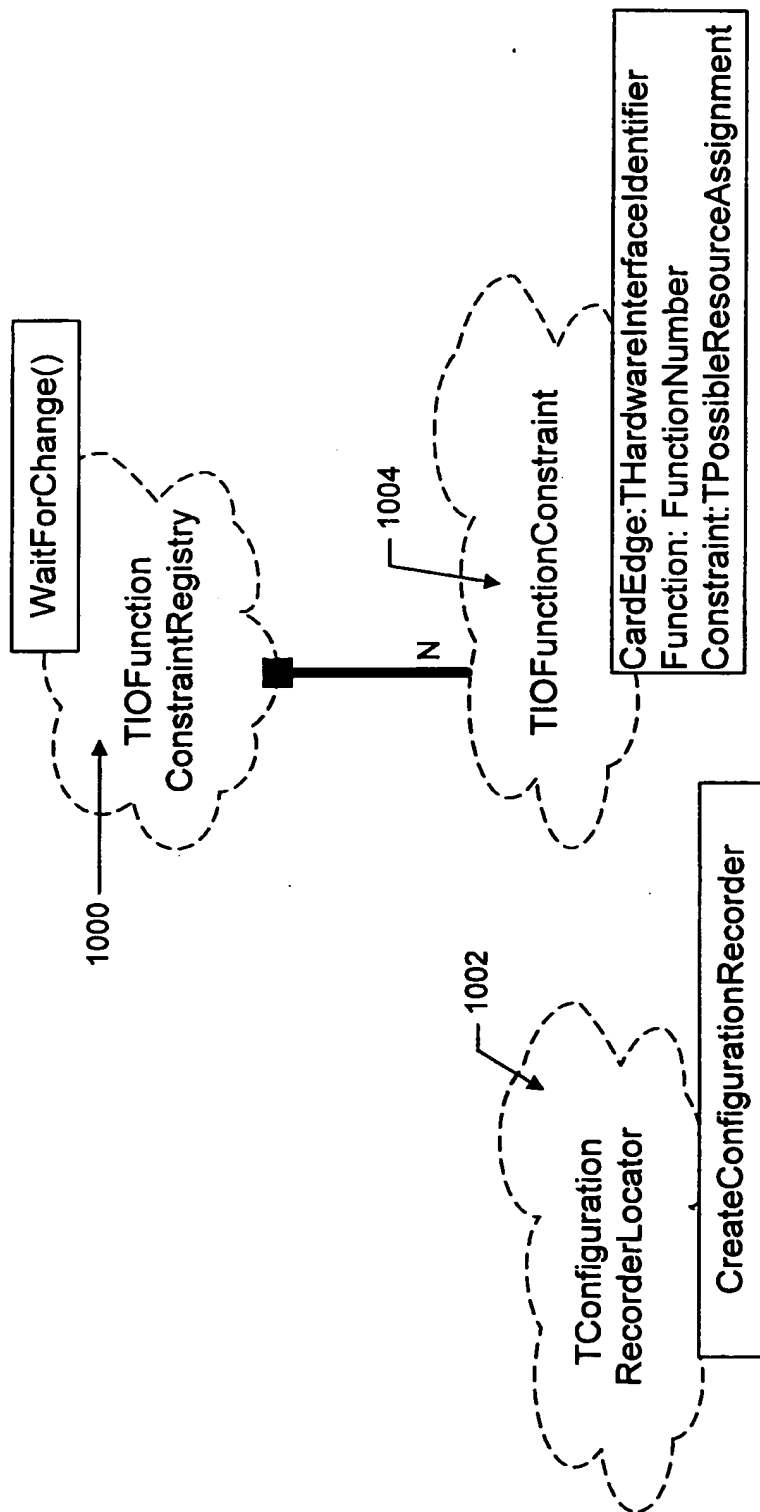 WaitForChange()
TIOFunction
ConstraintRegistry
1000
N
1004
TIOFunctionConstraint
CardEdge:THardwareInterfaceIdentifier
Function: FunctionNumber
Constraint:TPossibleResourceAssignment
1002
TConfiguration
RecorderLocator
CreateConfigurationRecorder